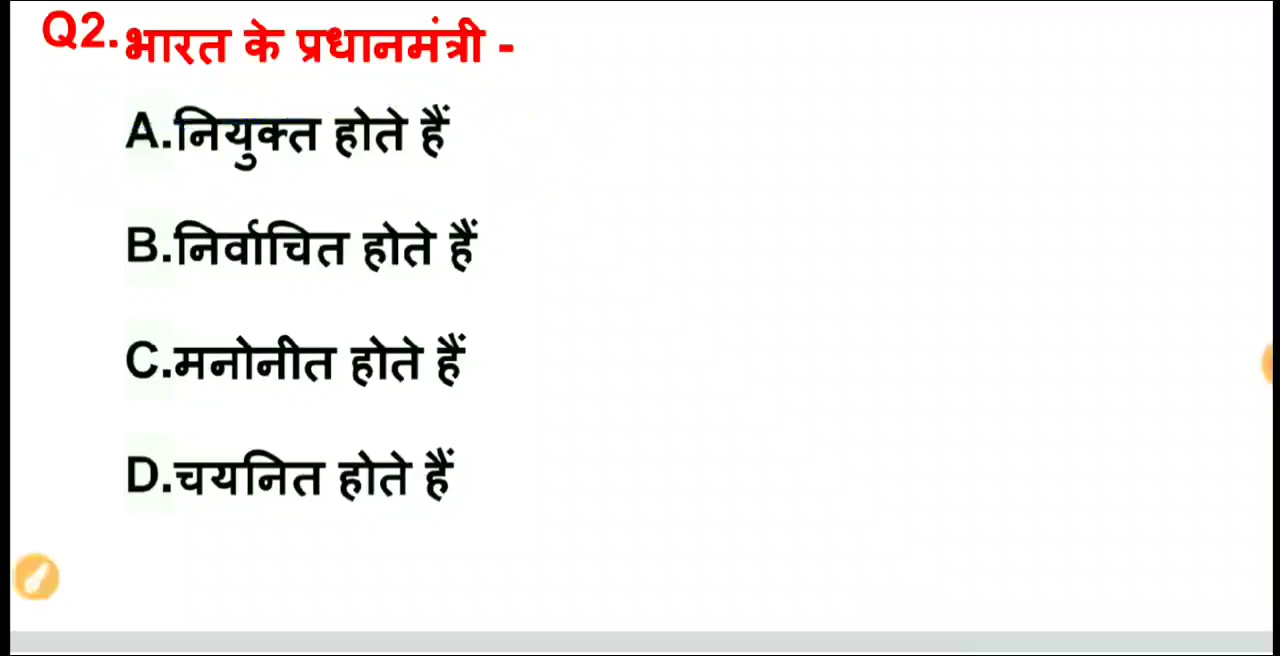 Q2. भारत के प्रधानमंत्री -
A.नियुक्त होते हैं
B.निर्वाचित होते हैं
C.मनोनीत होते हैं
D.चयनित होते हैं